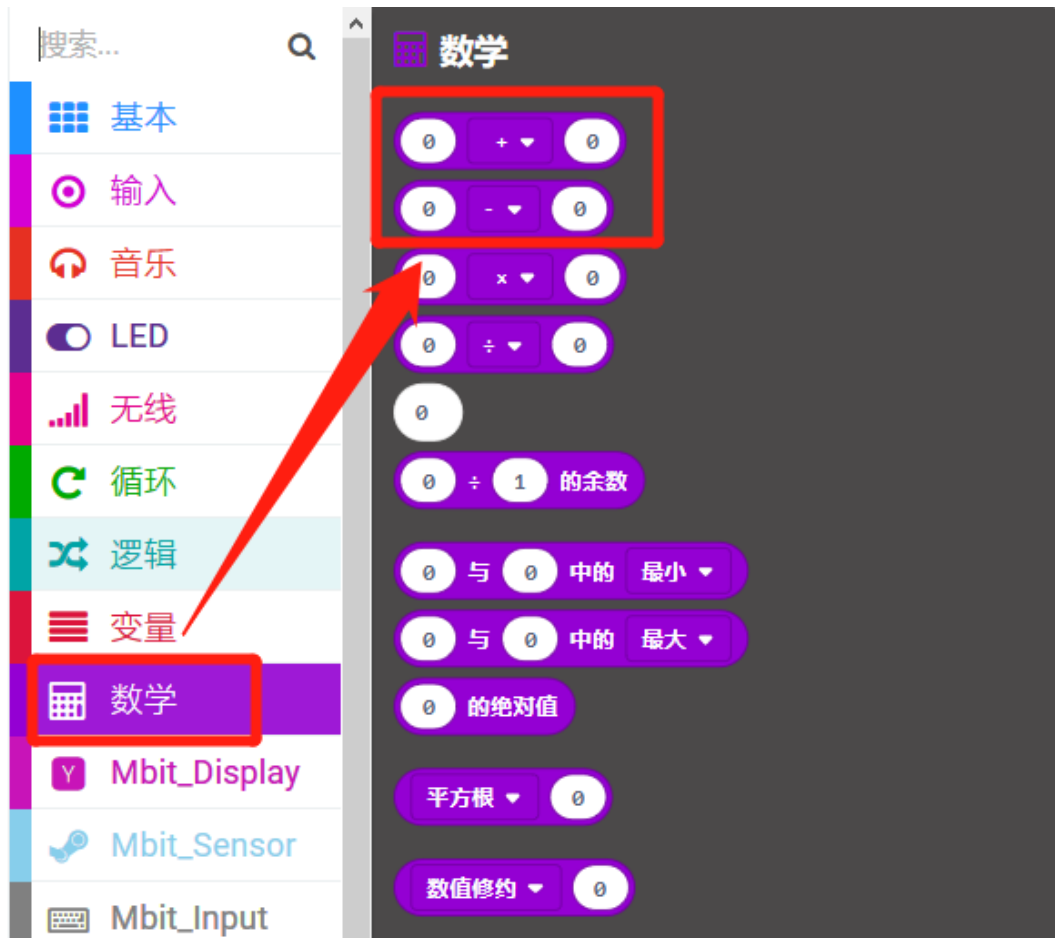 搜索...
基本
输入
音乐
LED
无线
循环
逻辑
变量
数学
Mbit_Display
Mbit_Sensor
Mbit_Input
数学
0 + 0
0 - 0
0 x 0
0 ÷ 0
0
0 ÷ 1 的余数
0 与 0 中的 最小
0 与 0 中的 最大
0 的绝对值
平方根 0
数值修约 0